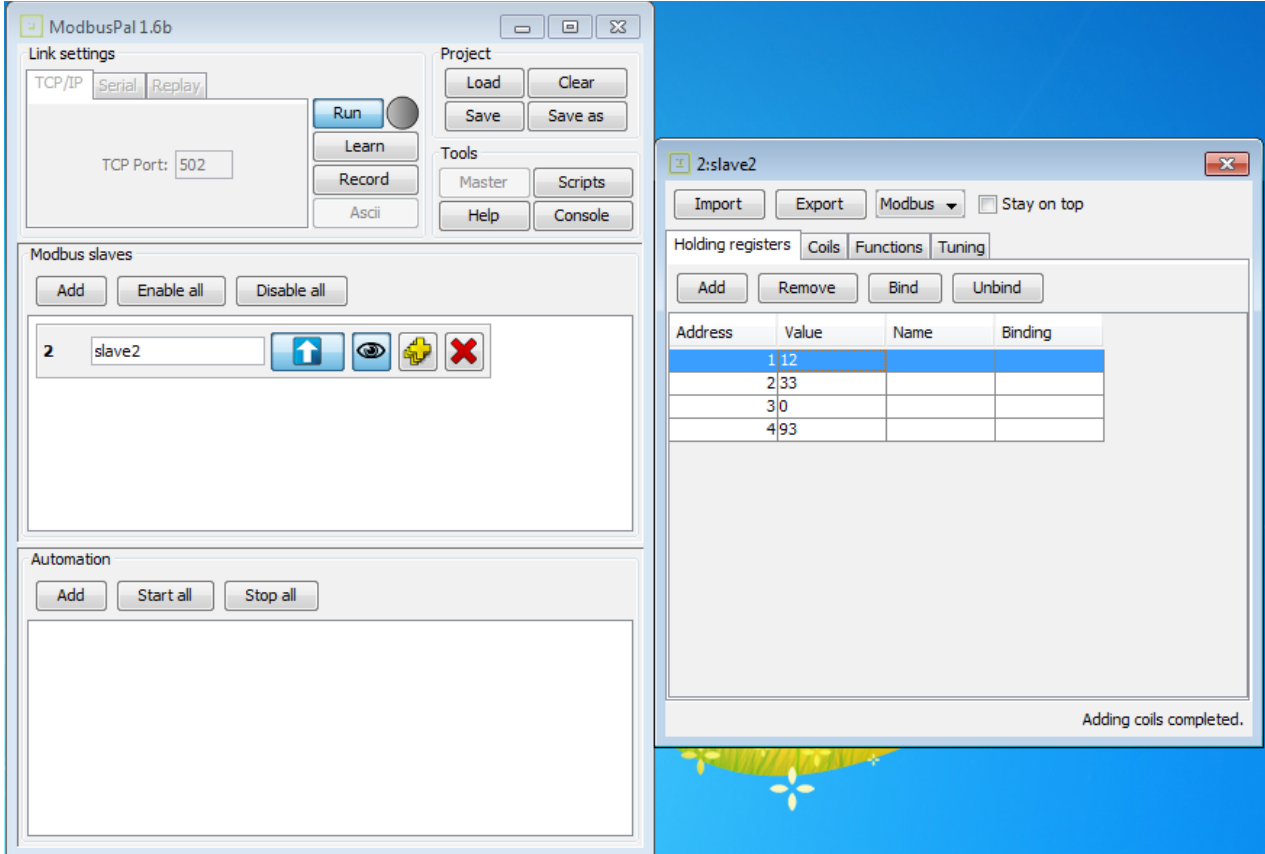 ModbusPal 1.6b
Link settings
TCP/IP Serial Replay
TCP Port: 502
Run
Learn
Record
Ascii
Project
Load Clear
Save Save as
Tools
Master Scripts
Help Console
Modbus slaves
Add Enable all Disable all
2 slave2
Automation
Add Start all Stop all
2:slave2
Import Export Modbus Stay on top
Holding registers Coils Functions Tuning
Add Remove Bind Unbind
Address Value Name Binding
1 12
2 33
3 0
4 93
Adding coils completed.